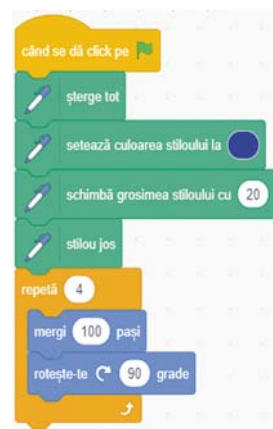 când se dă click pe
șterge tot
setează culoarea stiloului la
schimbă grosimea stiloului cu 20
stilou jos
repetă 4
mergi 100 pași
rotește-te 90 grade